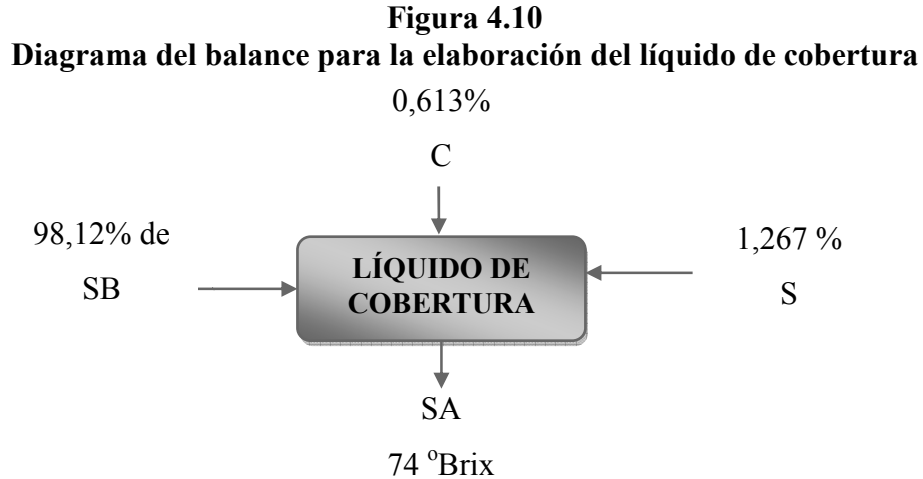 Figura 4.10
Diagrama del balance para la elaboración del líquido de cobertura
0,613%
C
98,12% de
SB
LÍQUIDO DE
COBERTURA
1,267 %
S
SA
74 ºBrix